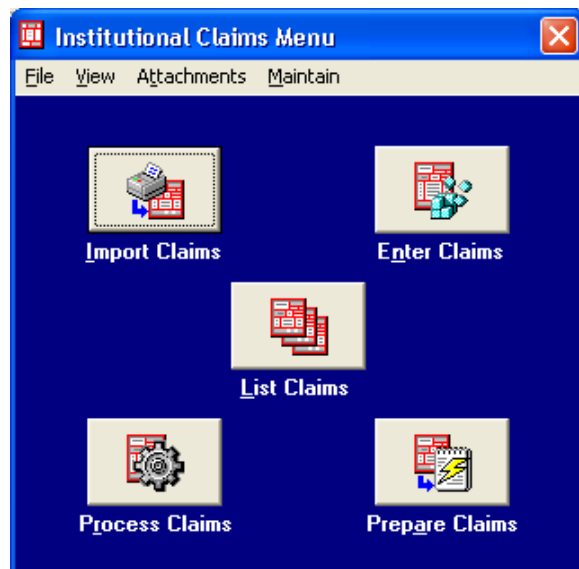 Institutional Claims Menu
File View Attachments Maintain
Import Claims Enter Claims
List Claims
Process Claims Prepare Claims